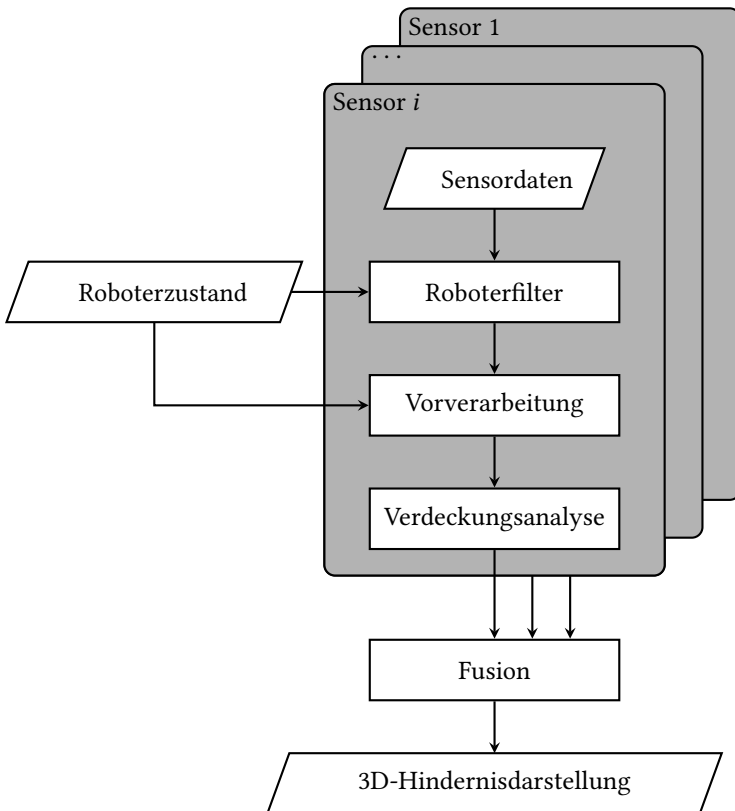 Sensor 1
...
Sensor i
Sensordaten
Roboterzustand
Roboterfilter
Vorverarbeitung
Verdeckungsanalyse
Fusion
3D-Hindernisdarstellung